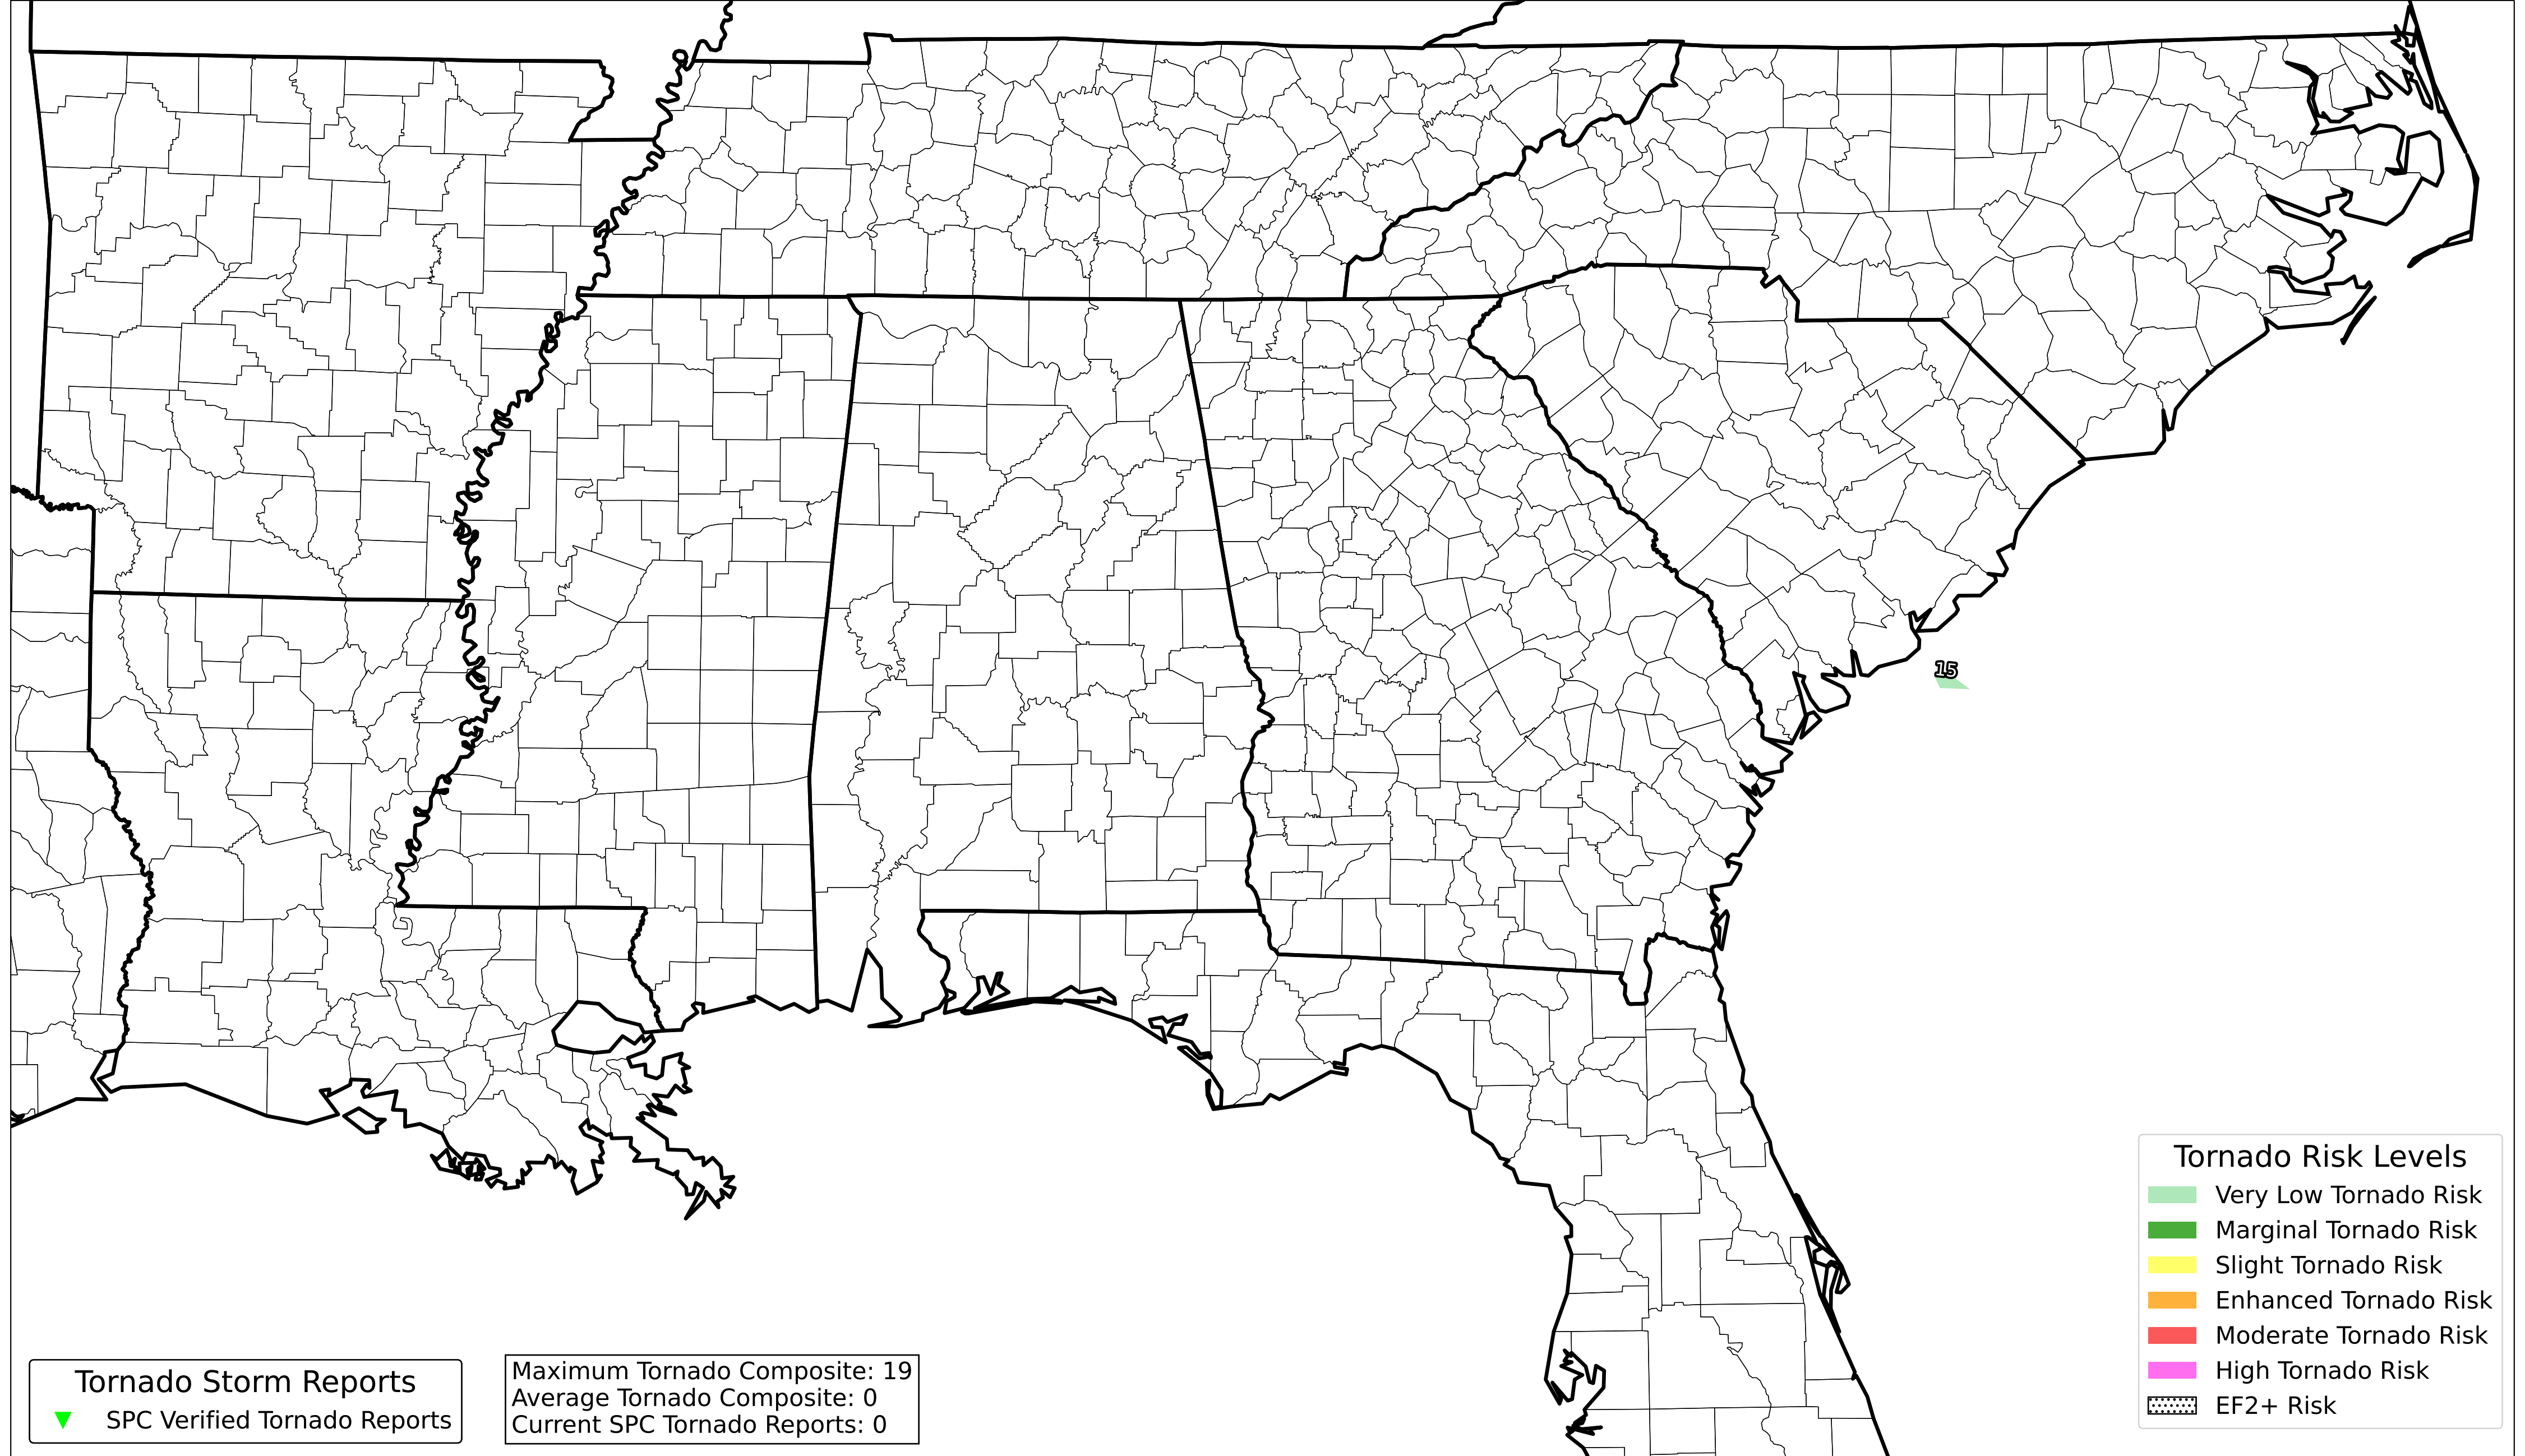 15
Tornado Risk Levels
Very Low Tornado Risk
Marginal Tornado Risk
Slight Tornado Risk
Enhanced Tornado Risk
Moderate Tornado Risk
High Tornado Risk
EF2+ Risk
Tornado Storm Reports
SPC Verified Tornado Reports
Maximum Tornado Composite: 19
Average Tornado Composite: 0
Current SPC Tornado Reports: 0